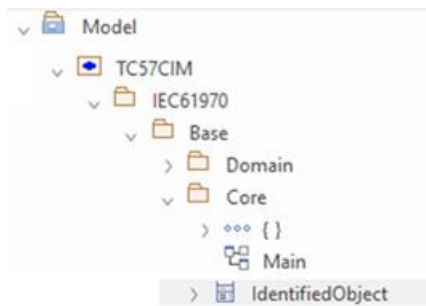 Model
TC57CIM
IEC61970
Base
Domain
Core
{ }
Main
IdentifiedObject